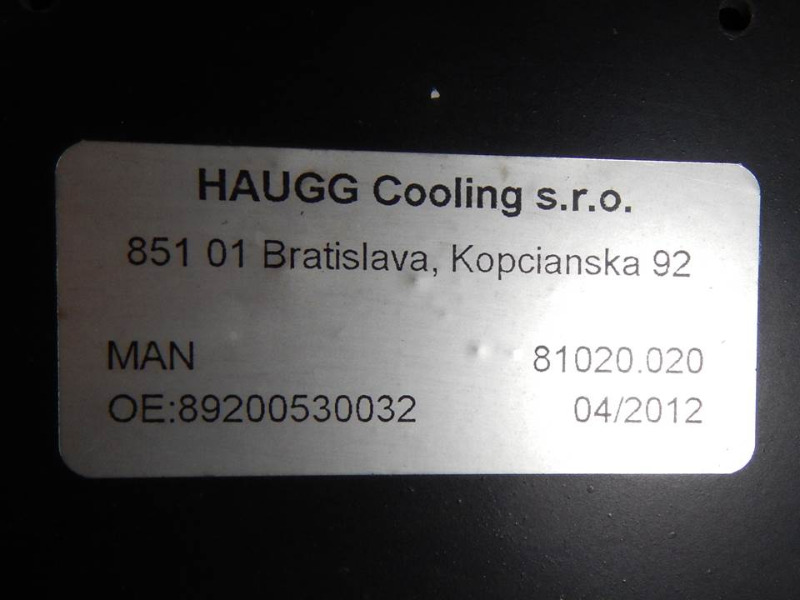 HAUGG Cooling s.r.o.
851 01 Bratislava, Kopcianska 92
MAN 81020.020
OE:89200530032 04/2012